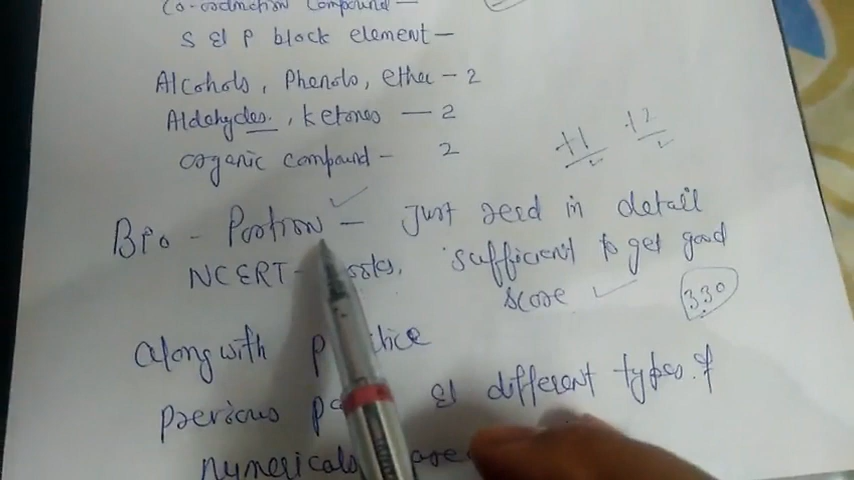 Co-ordination Compound—
S & P block element—
Alcohols, Phenols, ether - 2
Aldehydes, ketones — 2
Organic compound - 2
+1 +2
Bio - Portion — Just read in detail
NCERT- sufficient to get good
score 330
along with
previous & different types of
numericals are